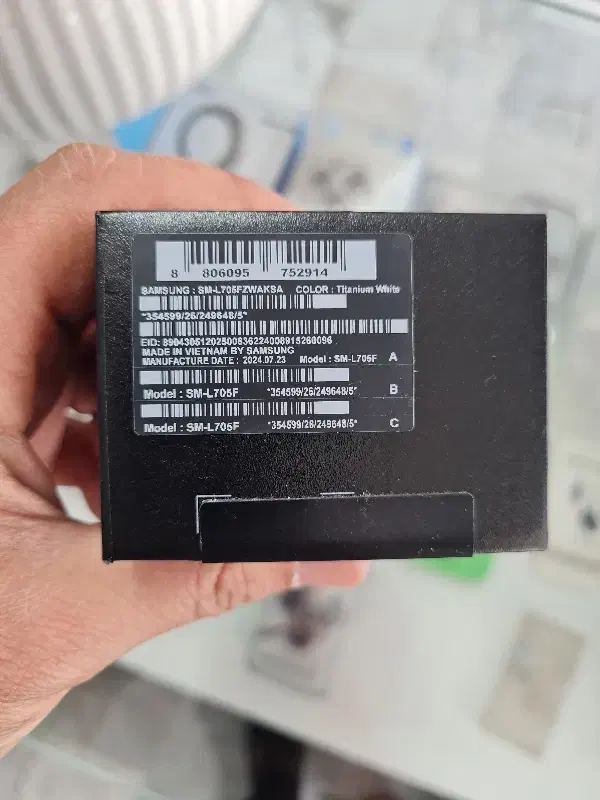 8 806095 752914
SAMSUNG : SM-L705FZWAKSA COLOR : Titanium White
*354599/26/249648/5*
EID: 89043051202500836224008915260096
MADE IN VIETNAM BY SAMSUNG
MANUFACTURE DATE : 2024.07.23 Model : SM-L705F A
Model : SM-L705F *354599/26/249648/5* B
Model : SM-L705F *354599/26/249648/5* C